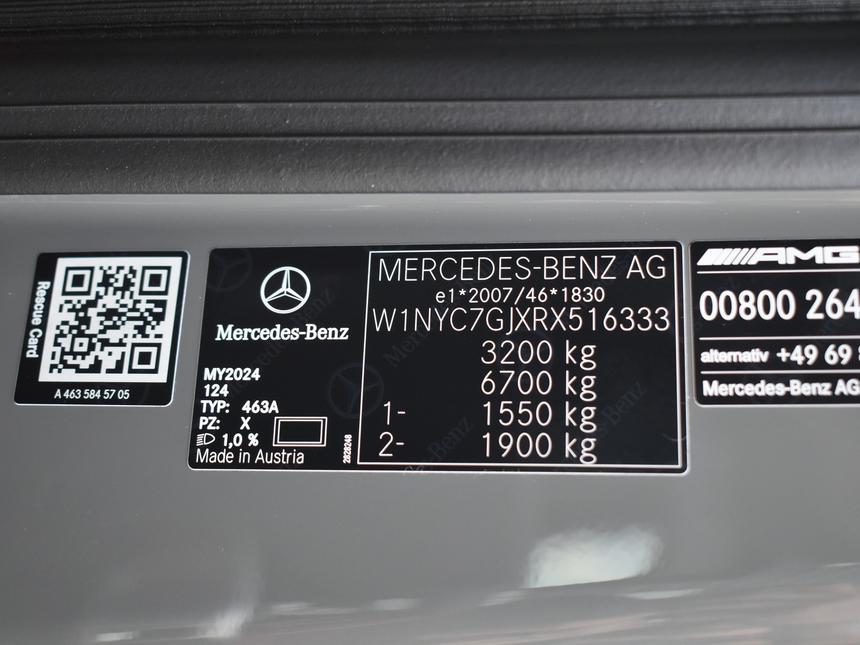 Rescue Card
A 463 584 57 05
Mercedes-Benz
MY2024
124
TYP: 463A
PZ: X
1,0 %
Made in Austria
2828248
MERCEDES-BENZ AG
e1*2007/46*1830
W1NYC7GJXRX516333
3200 kg
6700 kg
1- 1550 kg
2- 1900 kg
AMG
00800 264
alternativ +49 69
Mercedes-Benz AG